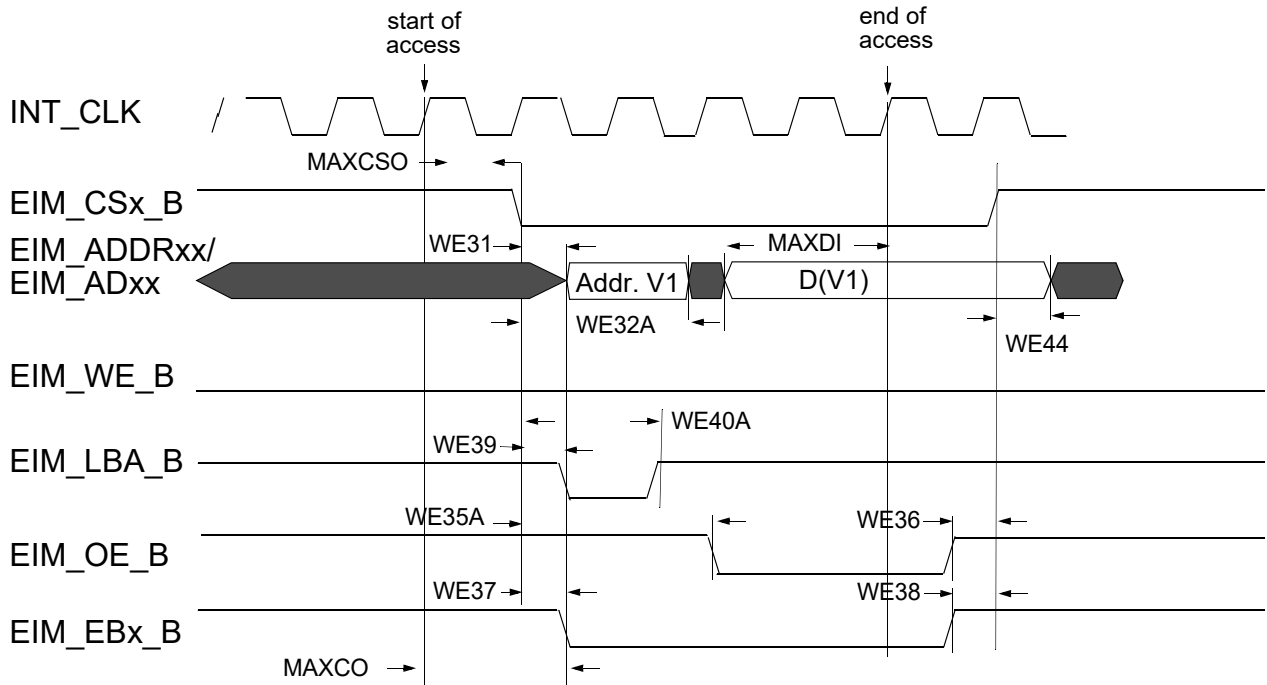 start of
access
end of
access
INT_CLK
MAXCSO
EIM_CSx_B
EIM_ADDRxx/
EIM_ADxx
WE31
MAXDI
Addr. V1
D(V1)
WE32A
WE44
EIM_WE_B
WE40A
WE39
EIM_LBA_B
WE35A
WE36
EIM_OE_B
WE37
WE38
EIM_EBx_B
MAXCO